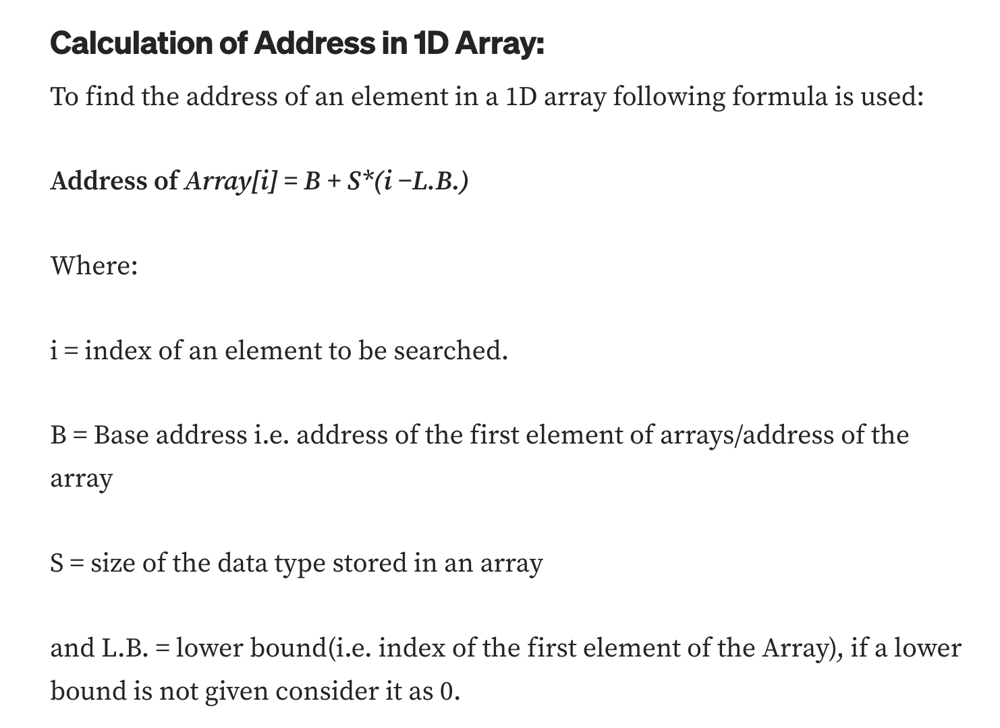 Calculation of Address in 1D Array:
To find the address of an element in a 1D array following formula is used:
Address of Array[i] = B + S*(i −L.B.)
Where:
i = index of an element to be searched.
B = Base address i.e. address of the first element of arrays/address of the
array
S = size of the data type stored in an array
and L.B. = lower bound(i.e. index of the first element of the Array), if a lower
bound is not given consider it as 0.